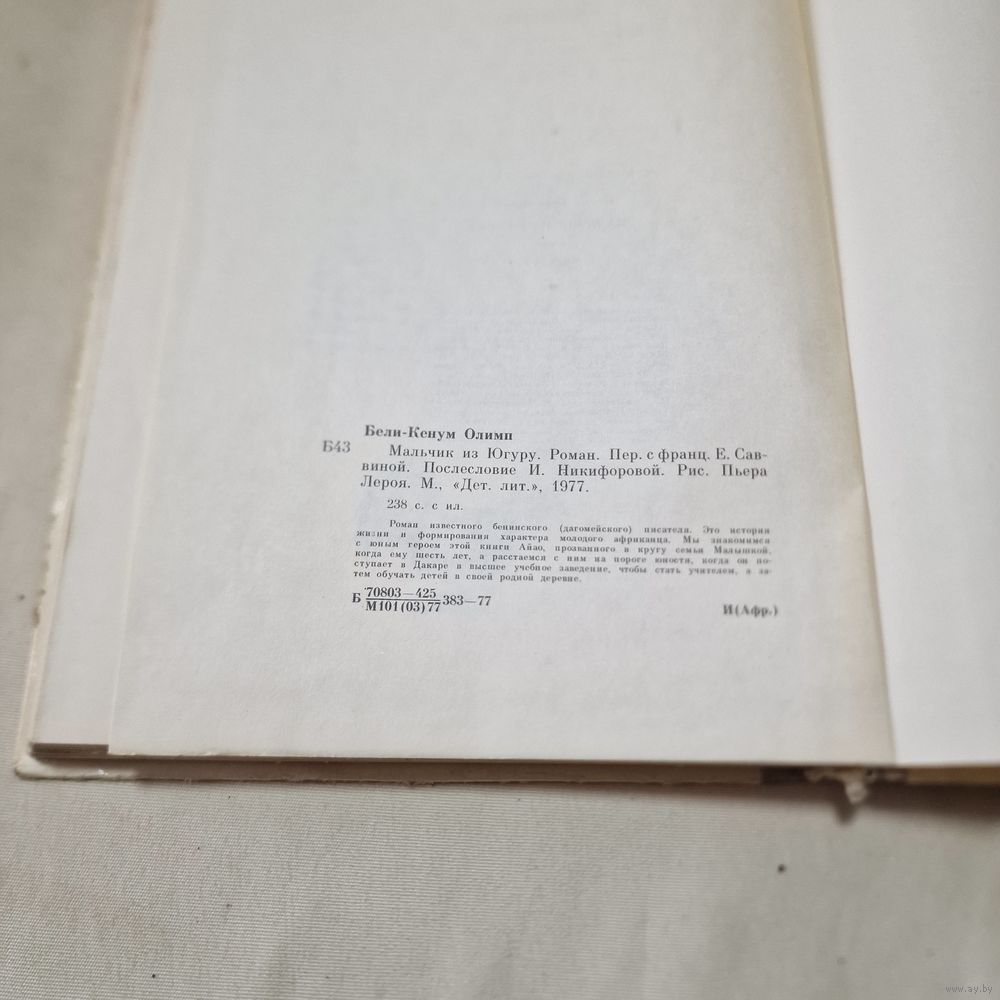 Бели-Кенум Олимп
Б43
Мальчик из Югуру. Роман. Пер. с франц. Е. Сав-
виной. Послесловие И. Никифоровой. Рис. Пьера
Лероя. М., «Дет. лит.», 1977.
238 с. с ил.
Роман известного бенинского (дагомейского) писателя. Это история
жизни и формирования характера молодого африканца. Мы знакомимся
с юным героем этой книги Айао, прозванного в кругу семьи Малышкой,
когда ему шесть лет, а расстаемся с ним на пороге юности, когда он по-
ступает в Дакаре в высшее учебное заведение, чтобы стать учителем, а за-
тем обучать детей в своей родной деревне.
Б 70803—425
М101(03)77 383—77
И(Афр.)
www.ay.by